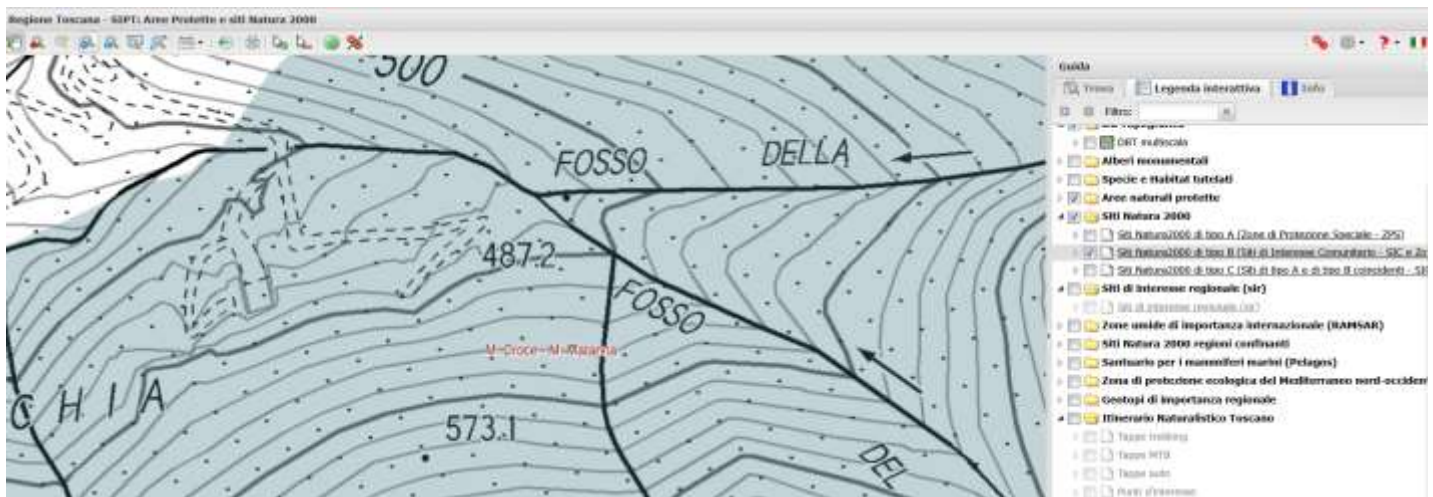 Regione Toscana - SIPT: Aree Protette e siti Natura 2000
500
FOSSO DELLA
487.2
FOSSO
M. Croce - M. Matanna
C H I A
573.1
DEL
Guida
Trova
Legenda interattiva
Info
Filtro:
DBT multiscala
Alberi monumentali
Specie e Habitat tutelati
Aree naturali protette
Siti Natura 2000
Siti Natura2000 di tipo A (Zone di Protezione Speciale - ZPS)
Siti Natura2000 di tipo B (Siti di Interesse Comunitario - SIC e Zo
Siti Natura2000 di tipo C (Siti di tipo A e di tipo B coincidenti - SI
Siti di interesse regionale (sir)
Siti di interesse regionale (sir)
Zone umide di importanza internazionale (RAMSAR)
Siti Natura 2000 regioni confinanti
Santuario per i mammiferi marini (Pelagos)
Zona di protezione ecologica del Mediterraneo nord-occiden
Geotopi di importanza regionale
Itinerario Naturalistico Toscano
Tappe trekking
Tappe MTB
Tappe auto
Punti d'interesse